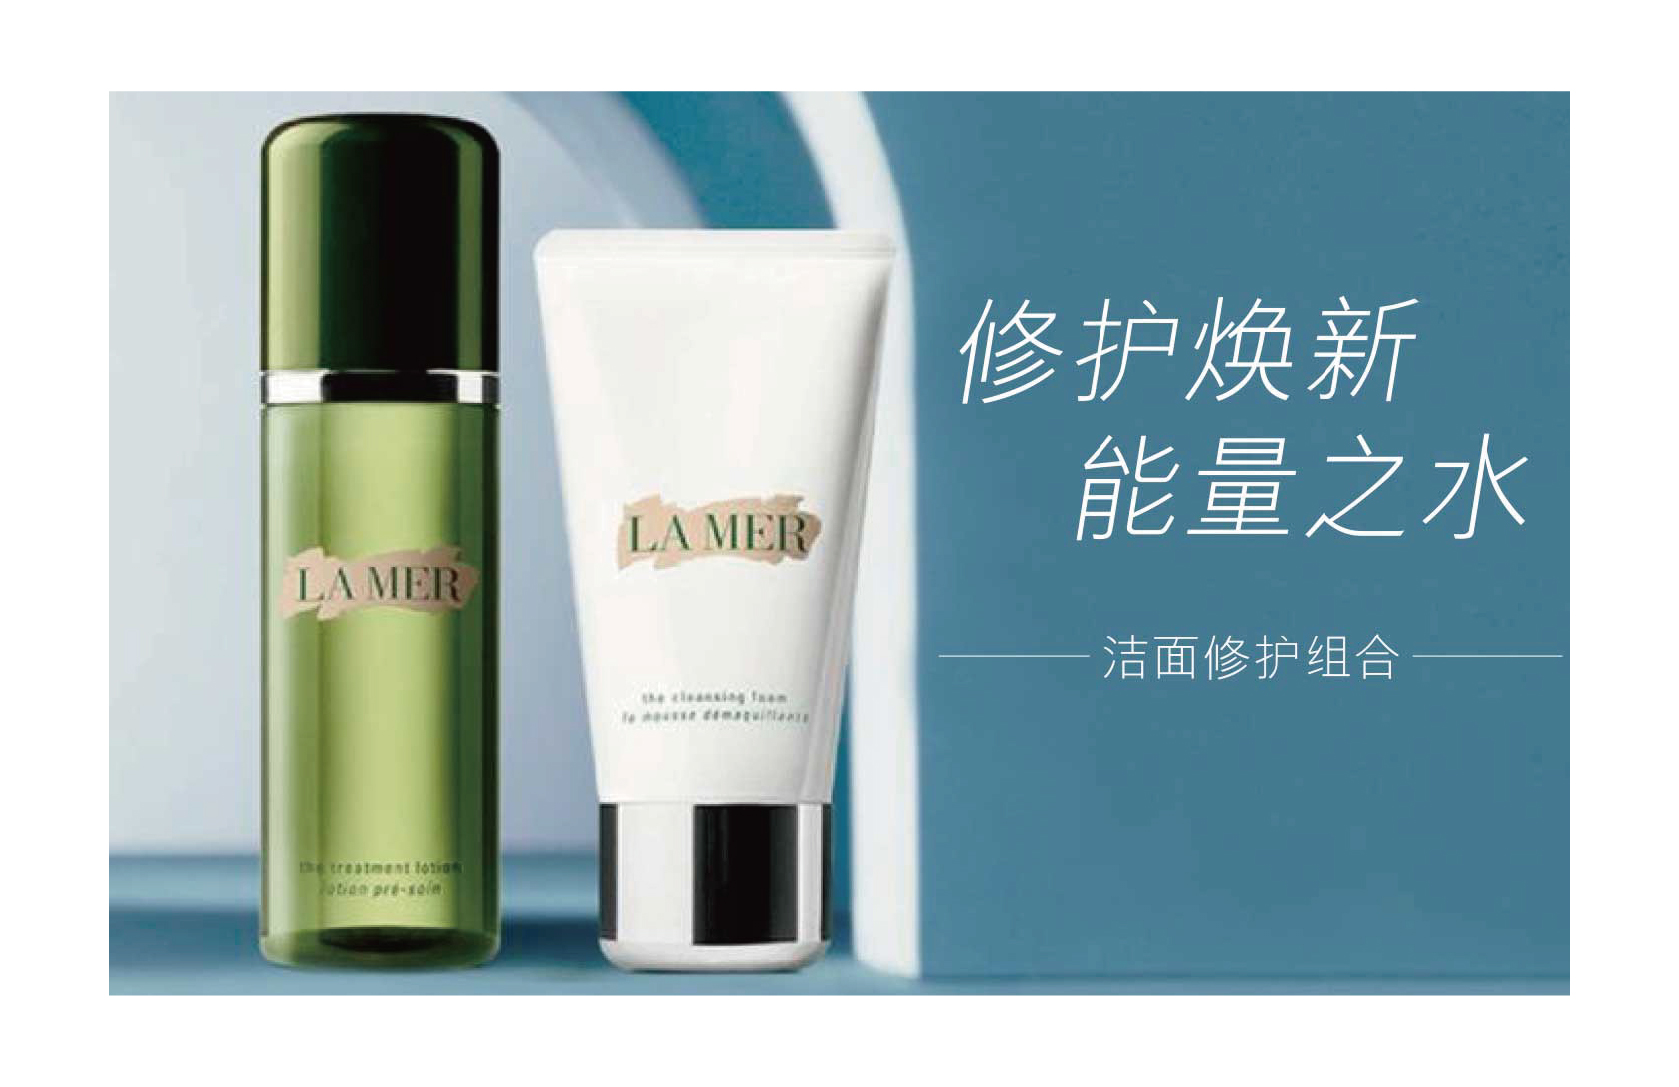 修护焕新
能量之水
洁面修护组合
LA MER
the treatment lotion
lotion pré-soin
LA MER
the cleansing foam
la mousse démaquillante